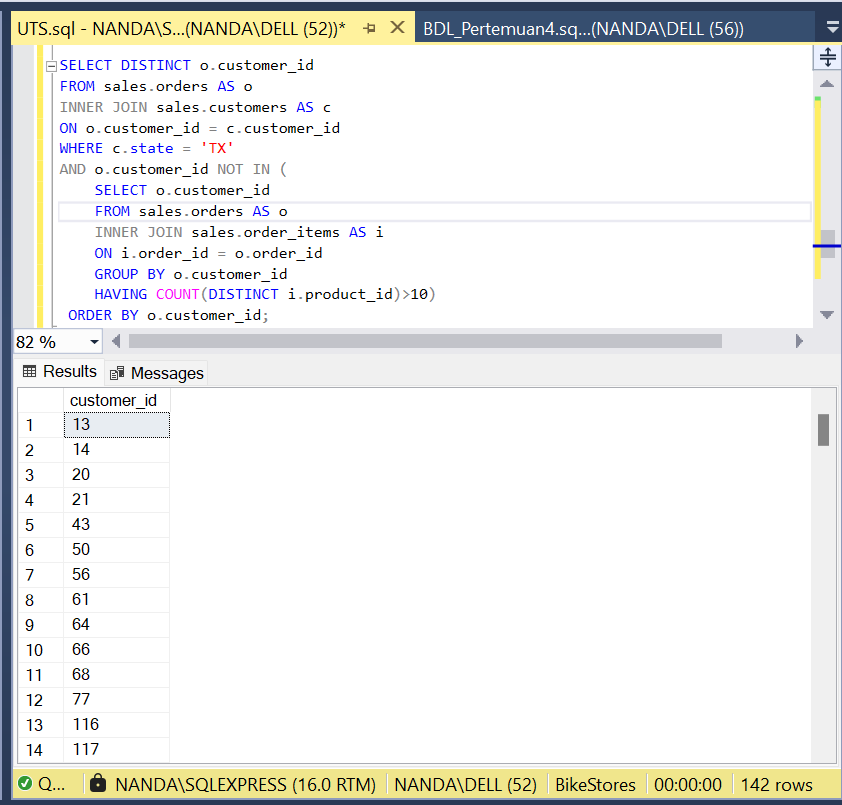 UTS.sql - NANDA\S...(NANDA\DELL (52))* BDL_Pertemuan4.sq...(NANDA\DELL (56))
SELECT DISTINCT o.customer_id
FROM sales.orders AS o
INNER JOIN sales.customers AS c
ON o.customer_id = c.customer_id
WHERE c.state = 'TX'
AND o.customer_id NOT IN (
SELECT o.customer_id
FROM sales.orders AS o
INNER JOIN sales.order_items AS i
ON i.order_id = o.order_id
GROUP BY o.customer_id
HAVING COUNT(DISTINCT i.product_id)>10)
ORDER BY o.customer_id;
82 %
Results Messages
customer_id
1 13
2 14
3 20
4 21
5 43
6 50
7 56
8 61
9 64
10 66
11 68
12 77
13 116
14 117
Q... NANDA\SQLEXPRESS (16.0 RTM) NANDA\DELL (52) BikeStores 00:00:00 142 rows